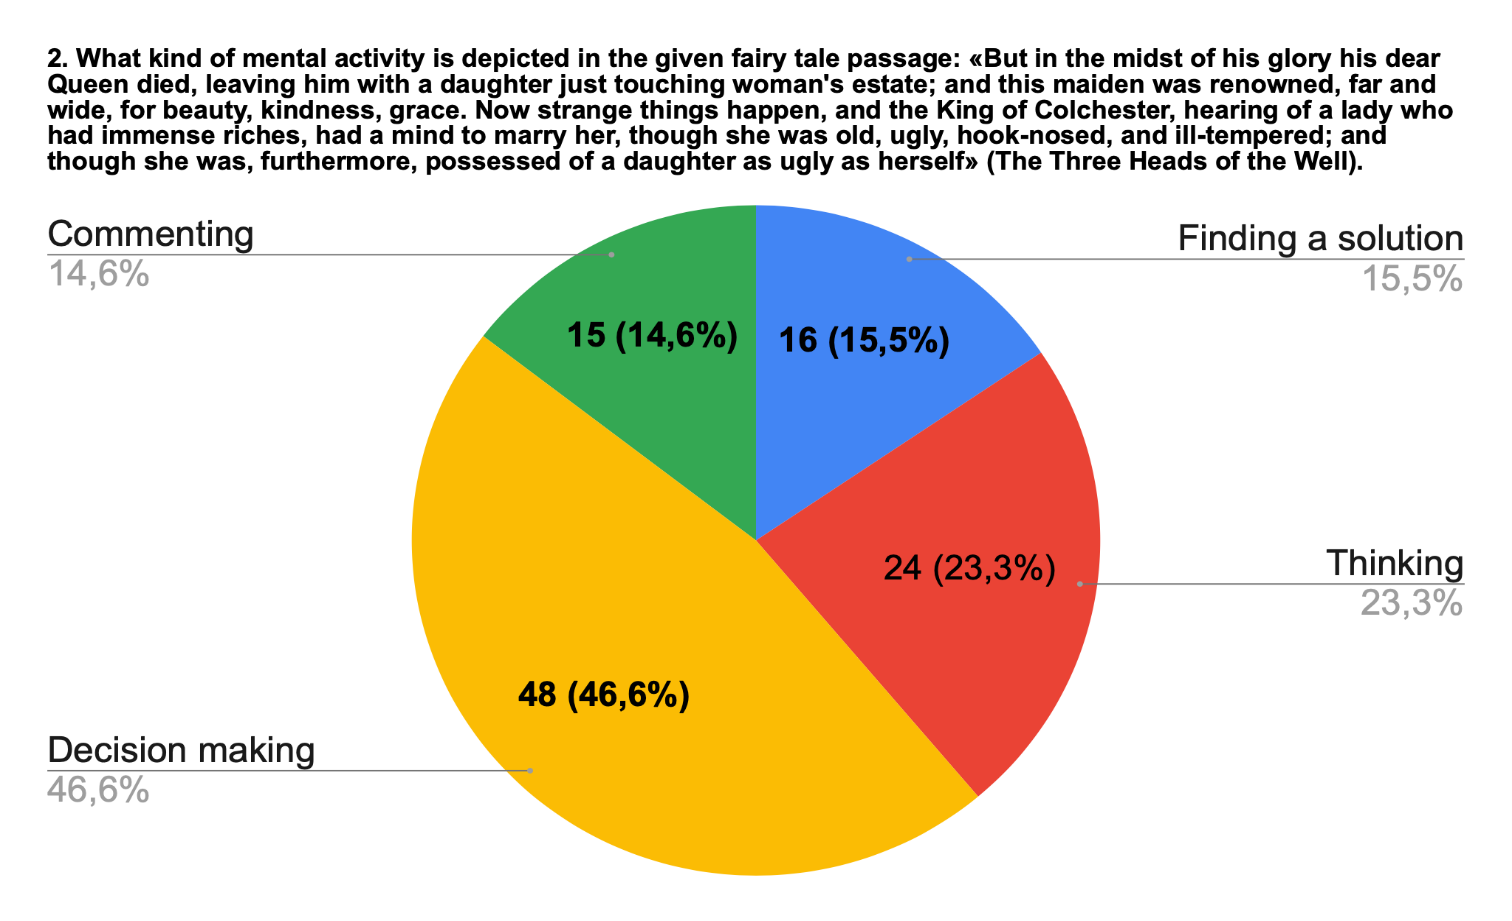 2. What kind of mental activity is depicted in the given fairy tale passage: «But in the midst of his glory his dear
Queen died, leaving him with a daughter just touching woman's estate; and this maiden was renowned, far and
wide, for beauty, kindness, grace. Now strange things happen, and the King of Colchester, hearing of a lady who
had immense riches, had a mind to marry her, though she was old, ugly, hook-nosed, and ill-tempered; and
though she was, furthermore, possessed of a daughter as ugly as herself» (The Three Heads of the Well).
Commenting
14,6%
Finding a solution
15,5%
15 (14,6%)
16 (15,5%)
24 (23,3%)
Thinking
23,3%
48 (46,6%)
Decision making
46,6%